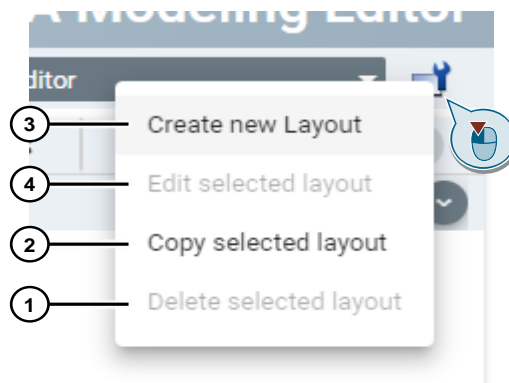 A Modeling Editor
ditor
3 Create new Layout
4 Edit selected layout
2 Copy selected layout
1 Delete selected layout